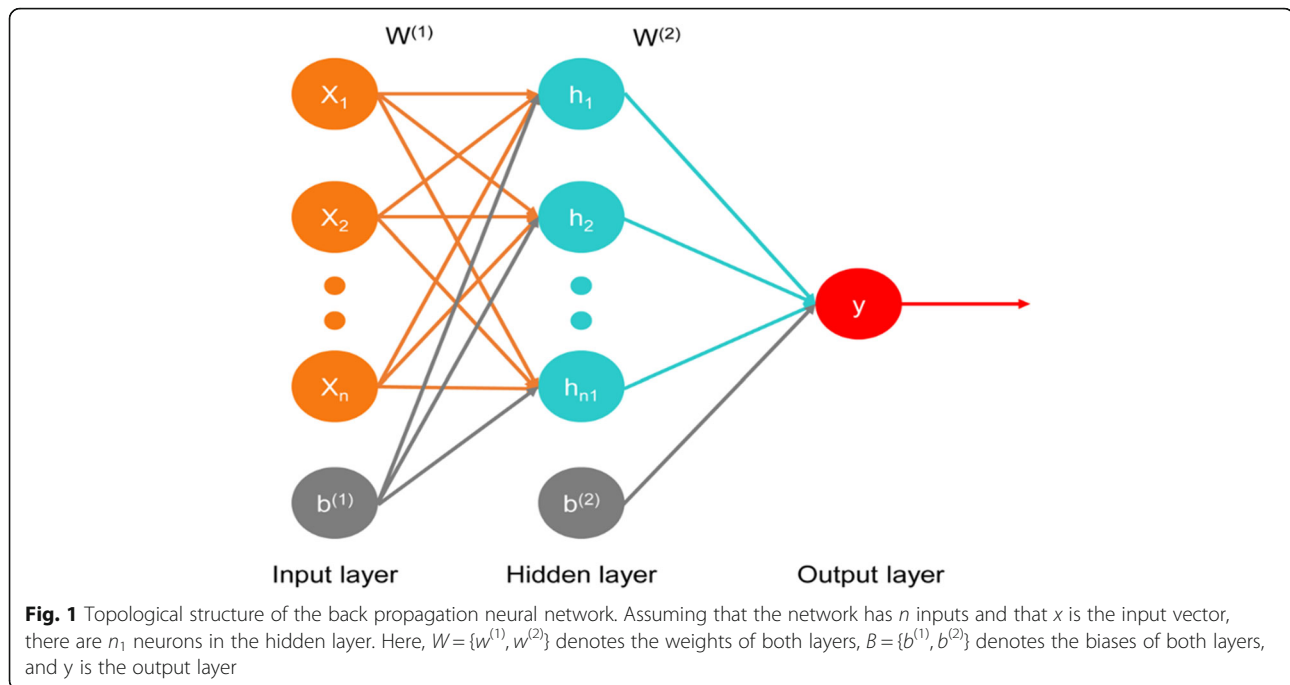 W⁽¹⁾ W⁽²⁾
X₁ h₁
X₂ h₂
y
Xₙ hₙ₁
b⁽¹⁾ b⁽²⁾
Input layer Hidden layer Output layer
Fig. 1 Topological structure of the back propagation neural network. Assuming that the network has n inputs and that x is the input vector,
there are n₁ neurons in the hidden layer. Here, W = {w⁽¹⁾, w⁽²⁾} denotes the weights of both layers, B = {b⁽¹⁾, b⁽²⁾} denotes the biases of both layers,
and y is the output layer